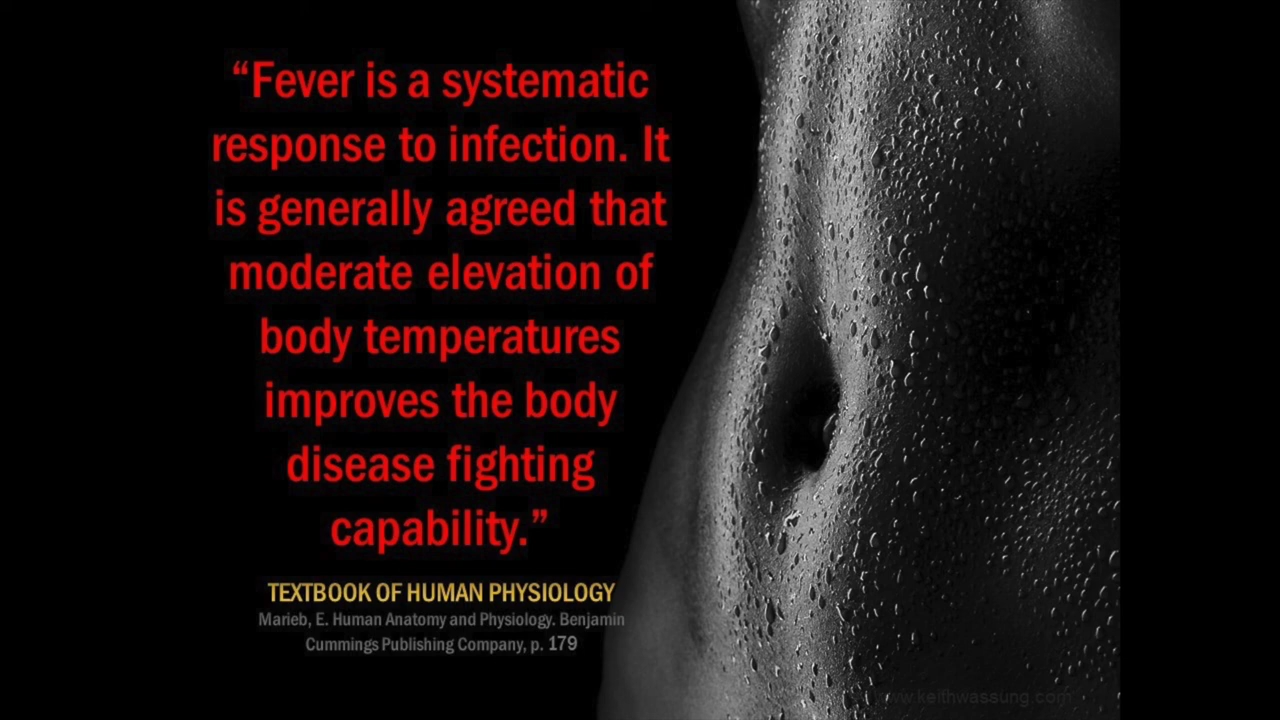 “Fever is a systematic
response to infection. It
is generally agreed that
moderate elevation of
body temperatures
improves the body
disease fighting
capability.”
TEXTBOOK OF HUMAN PHYSIOLOGY
Marieb, E. Human Anatomy and Physiology. Benjamin
Cummings Publishing Company, p. 179
www.keithwassung.com